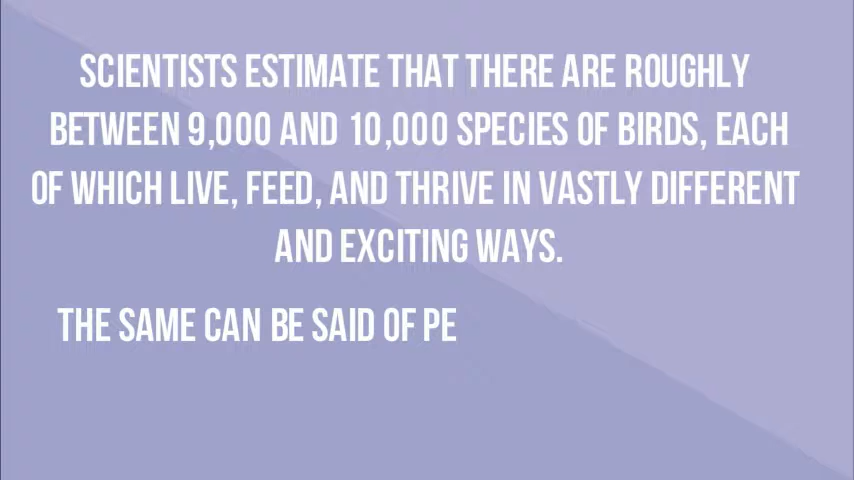 SCIENTISTS ESTIMATE THAT THERE ARE ROUGHLY
BETWEEN 9,000 AND 10,000 SPECIES OF BIRDS, EACH
OF WHICH LIVE, FEED, AND THRIVE IN VASTLY DIFFERENT
AND EXCITING WAYS.
THE SAME CAN BE SAID OF PE